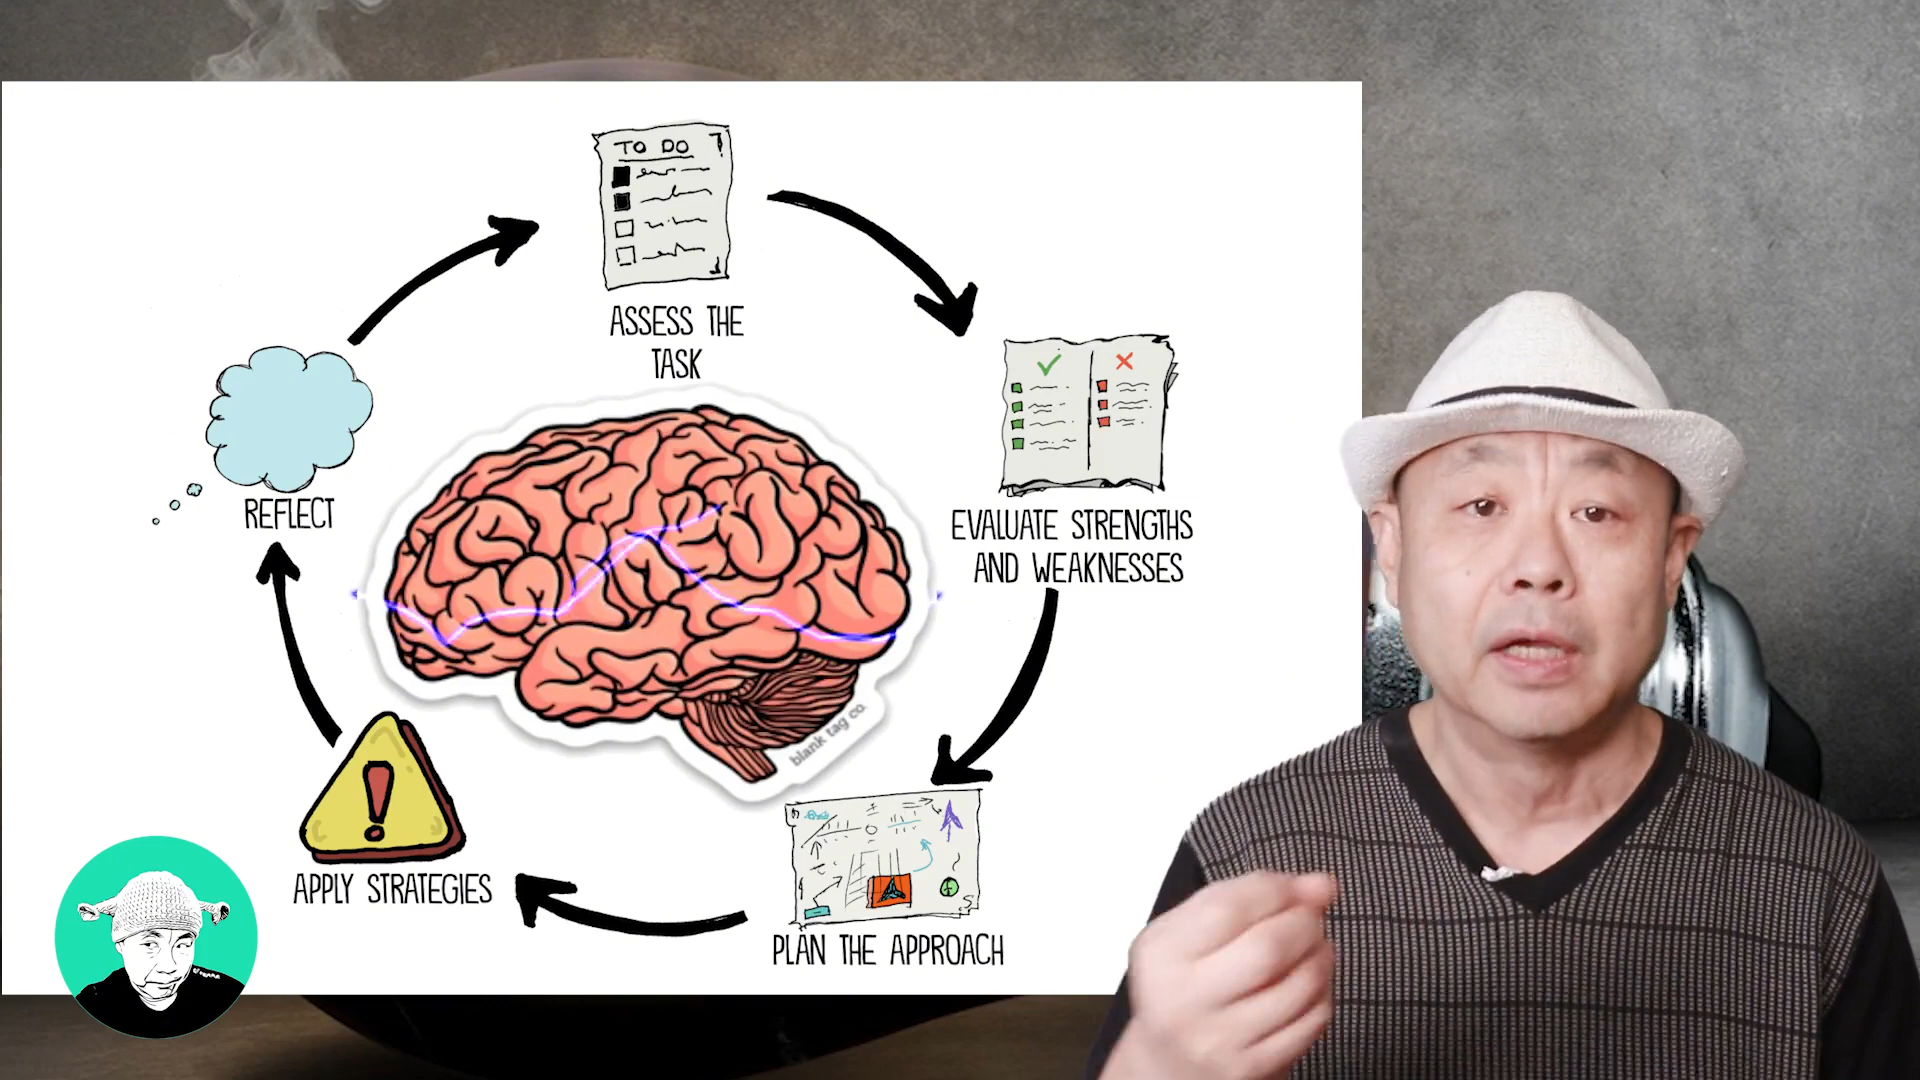 TO DO
ASSESS THE
TASK
EVALUATE STRENGTHS
AND WEAKNESSES
PLAN THE APPROACH
APPLY STRATEGIES
REFLECT
blank tag co.